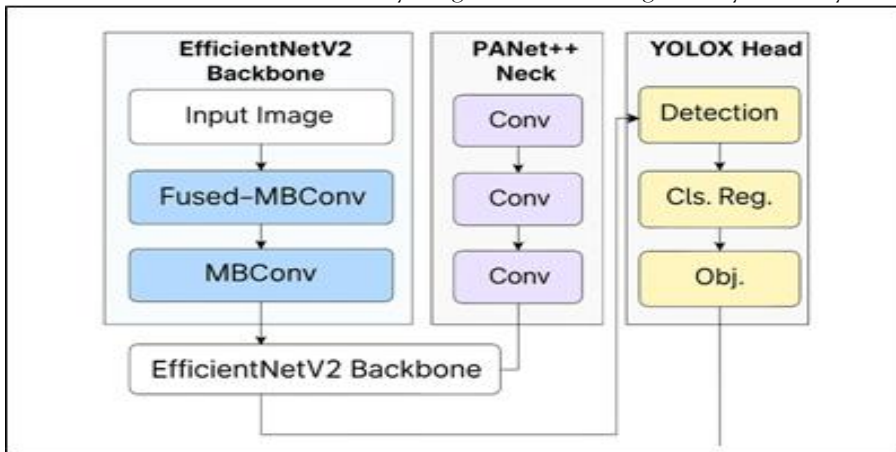 EfficientNetV2
Backbone
Input Image
Fused-MBConv
MBConv
EfficientNetV2 Backbone
PANet++
Neck
Conv
Conv
Conv
YOLOX Head
Detection
Cls. Reg.
Obj.